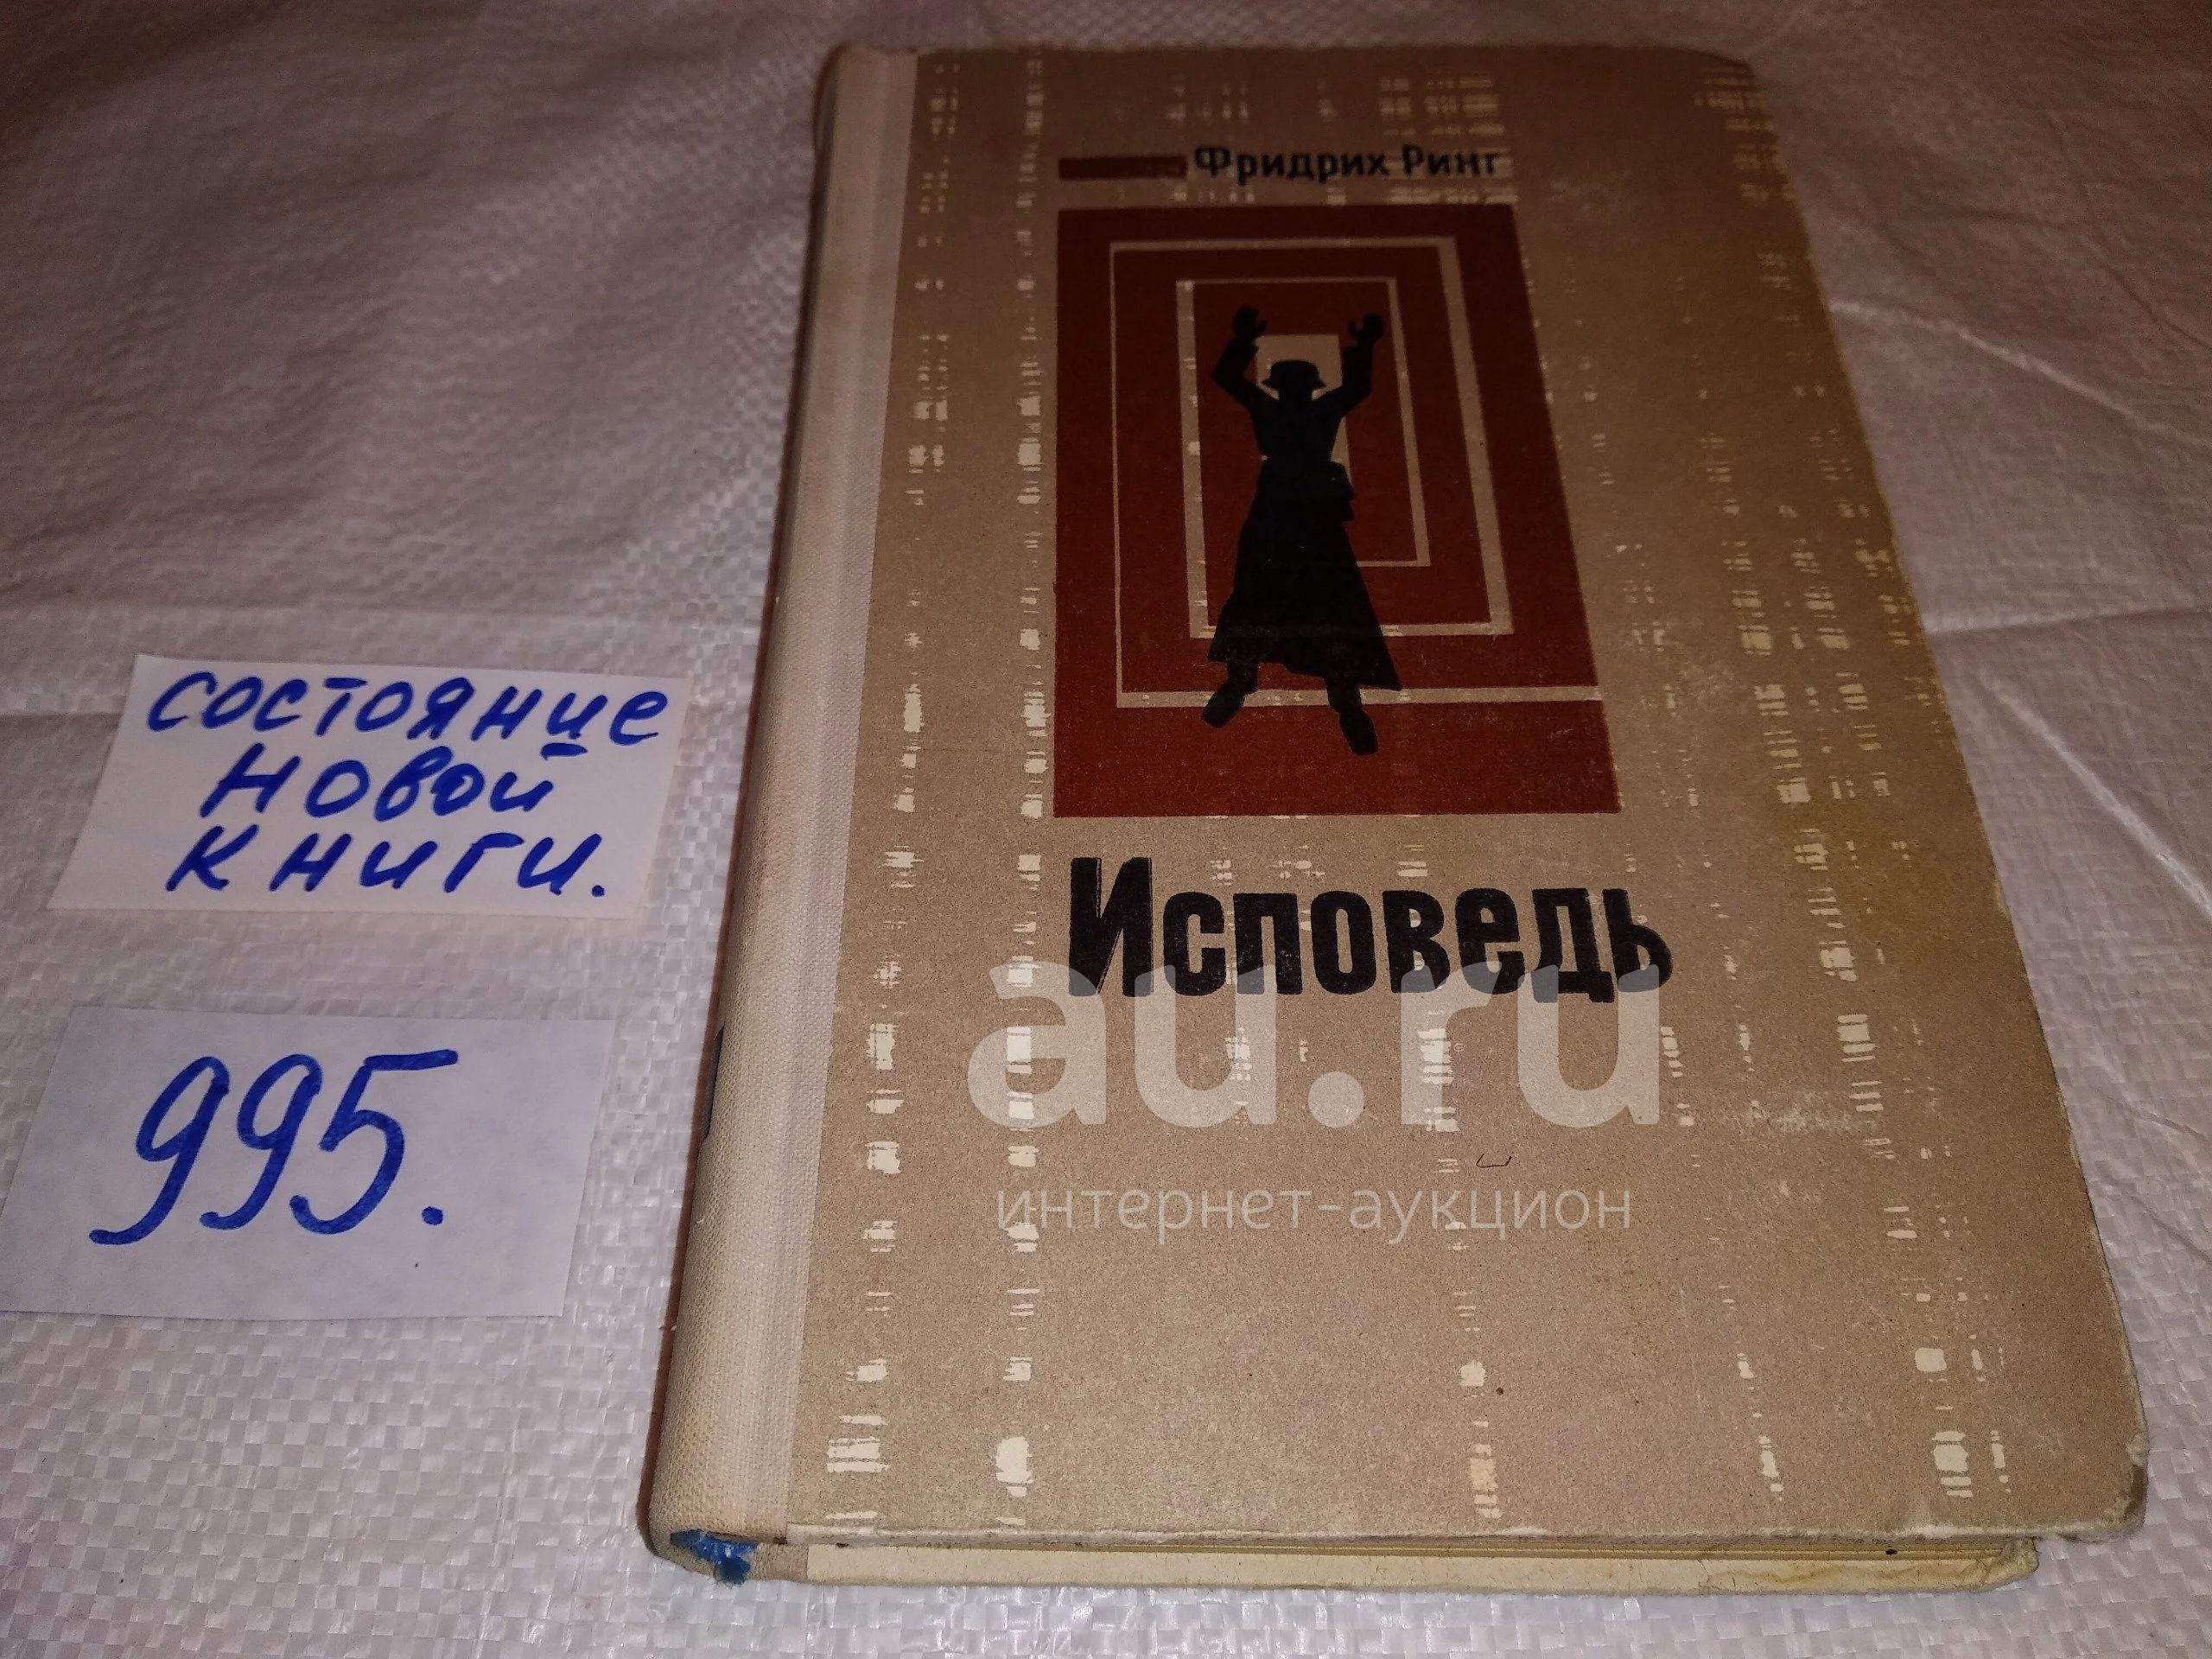 Фридрих Ринг
Исповедь
состояние
новой
книги.
995.
au.ru
интернет-аукцион